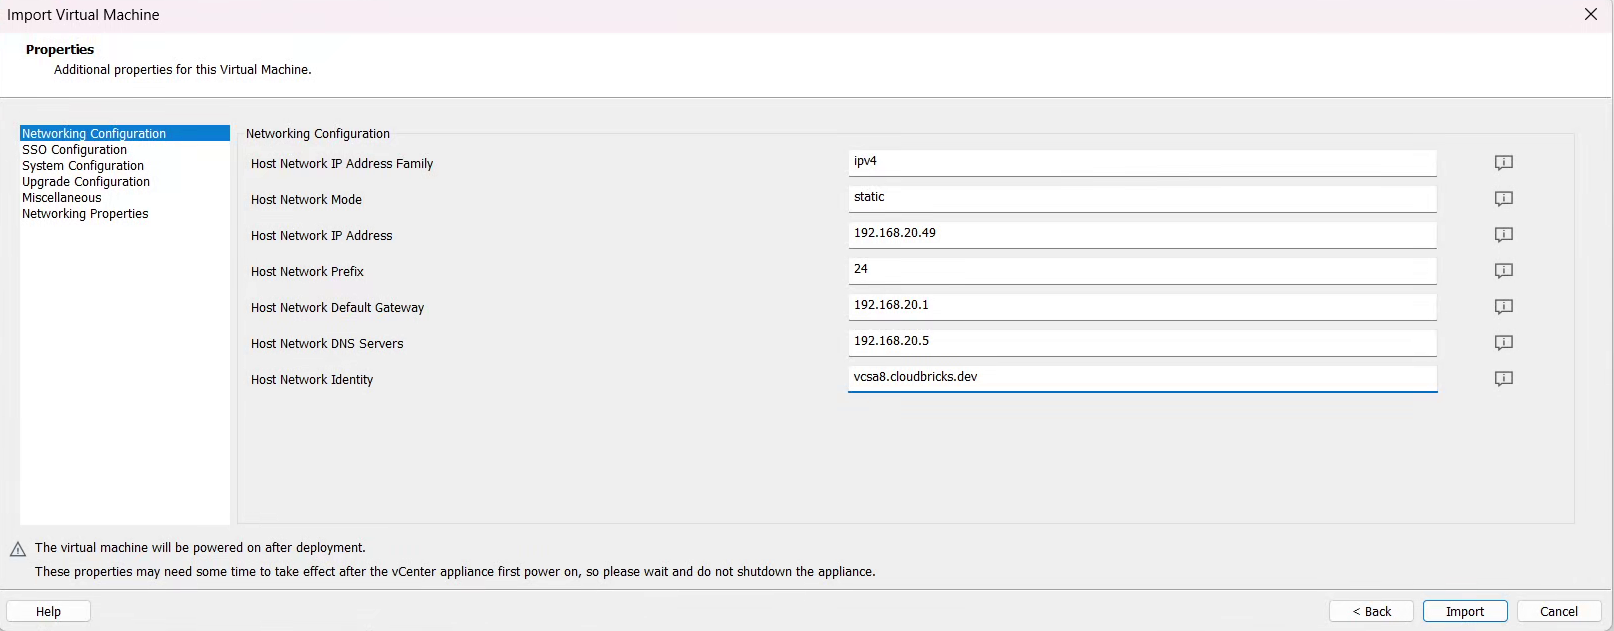 Import Virtual Machine
Properties
Additional properties for this Virtual Machine.
Networking Configuration
SSO Configuration
System Configuration
Upgrade Configuration
Miscellaneous
Networking Properties
Networking Configuration
Host Network IP Address Family ipv4
Host Network Mode static
Host Network IP Address 192.168.20.49
Host Network Prefix 24
Host Network Default Gateway 192.168.20.1
Host Network DNS Servers 192.168.20.5
Host Network Identity vcsa8.cloudbricks.dev
The virtual machine will be powered on after deployment.
These properties may need some time to take effect after the vCenter appliance first power on, so please wait and do not shutdown the appliance.
Help < Back Import Cancel